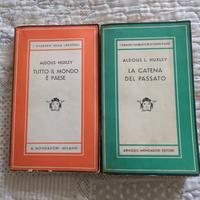 I QUADERNI DELLA «MEDUSA»
ALDOUS HUXLEY
TUTTO IL MONDO
È PAESE
A. MONDADORI · MILANO
ALDOUS L. HUXLEY
LA CATENA
DEL PASSATO
ARNOLDO MONDADORI EDITORE